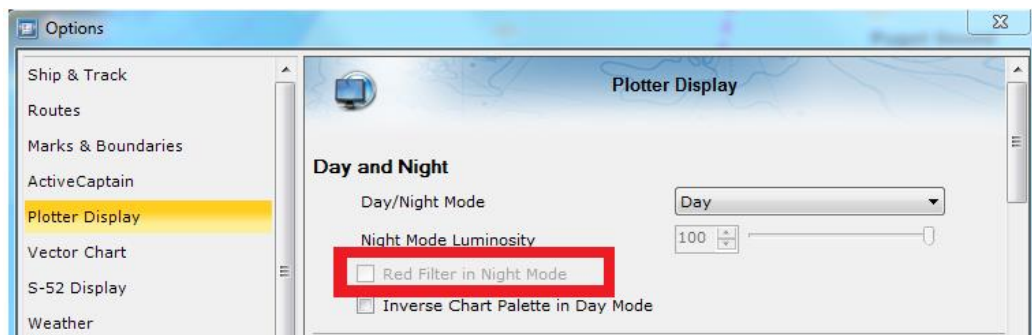 Options
Ship & Track
Routes
Marks & Boundaries
ActiveCaptain
Plotter Display
Vector Chart
S-52 Display
Weather
Plotter Display
Day and Night
Day/Night Mode Day
Night Mode Luminosity 100
Red Filter in Night Mode
Inverse Chart Palette in Day Mode